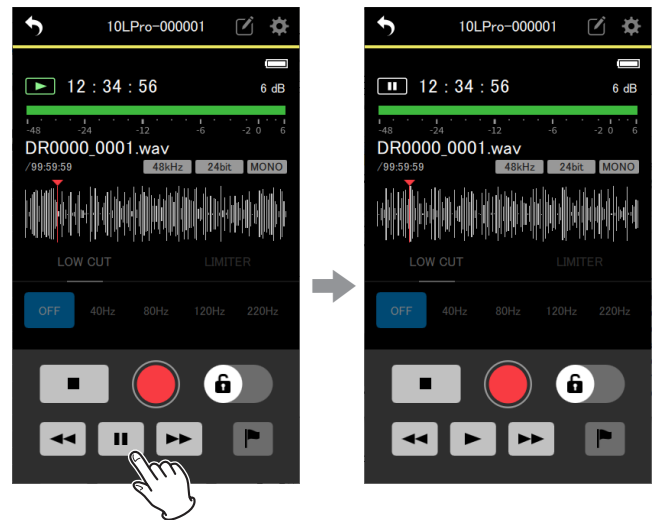 10LPro-000001
12 : 34 : 56
6 dB
-48 -24 -12 -6 -2 0 6
DR0000_0001.wav
/99:59:59 48kHz 24bit MONO
LOW CUT LIMITER
OFF 40Hz 80Hz 120Hz 220Hz
10LPro-000001
12 : 34 : 56
6 dB
-48 -24 -12 -6 -2 0 6
DR0000_0001.wav
/99:59:59 48kHz 24bit MONO
LOW CUT LIMITER
OFF 40Hz 80Hz 120Hz 220Hz